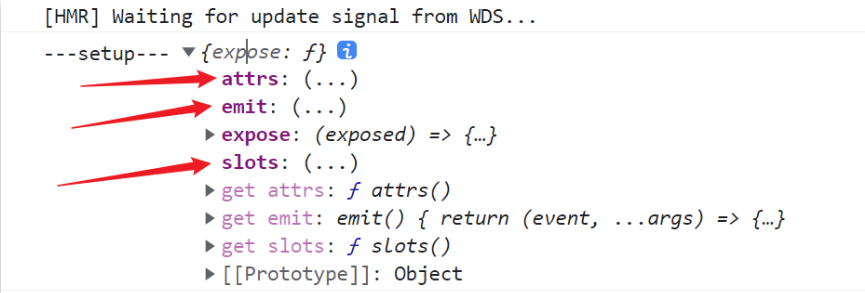 [HMR] Waiting for update signal from WDS...
---setup--- ▼{expose: ƒ} i
attrs: (...)
emit: (...)
▶expose: (exposed) => {…}
slots: (...)
▶get attrs: ƒ attrs()
▶get emit: emit() { return (event, ...args) => {…}
▶get slots: ƒ slots()
▶[[Prototype]]: Object